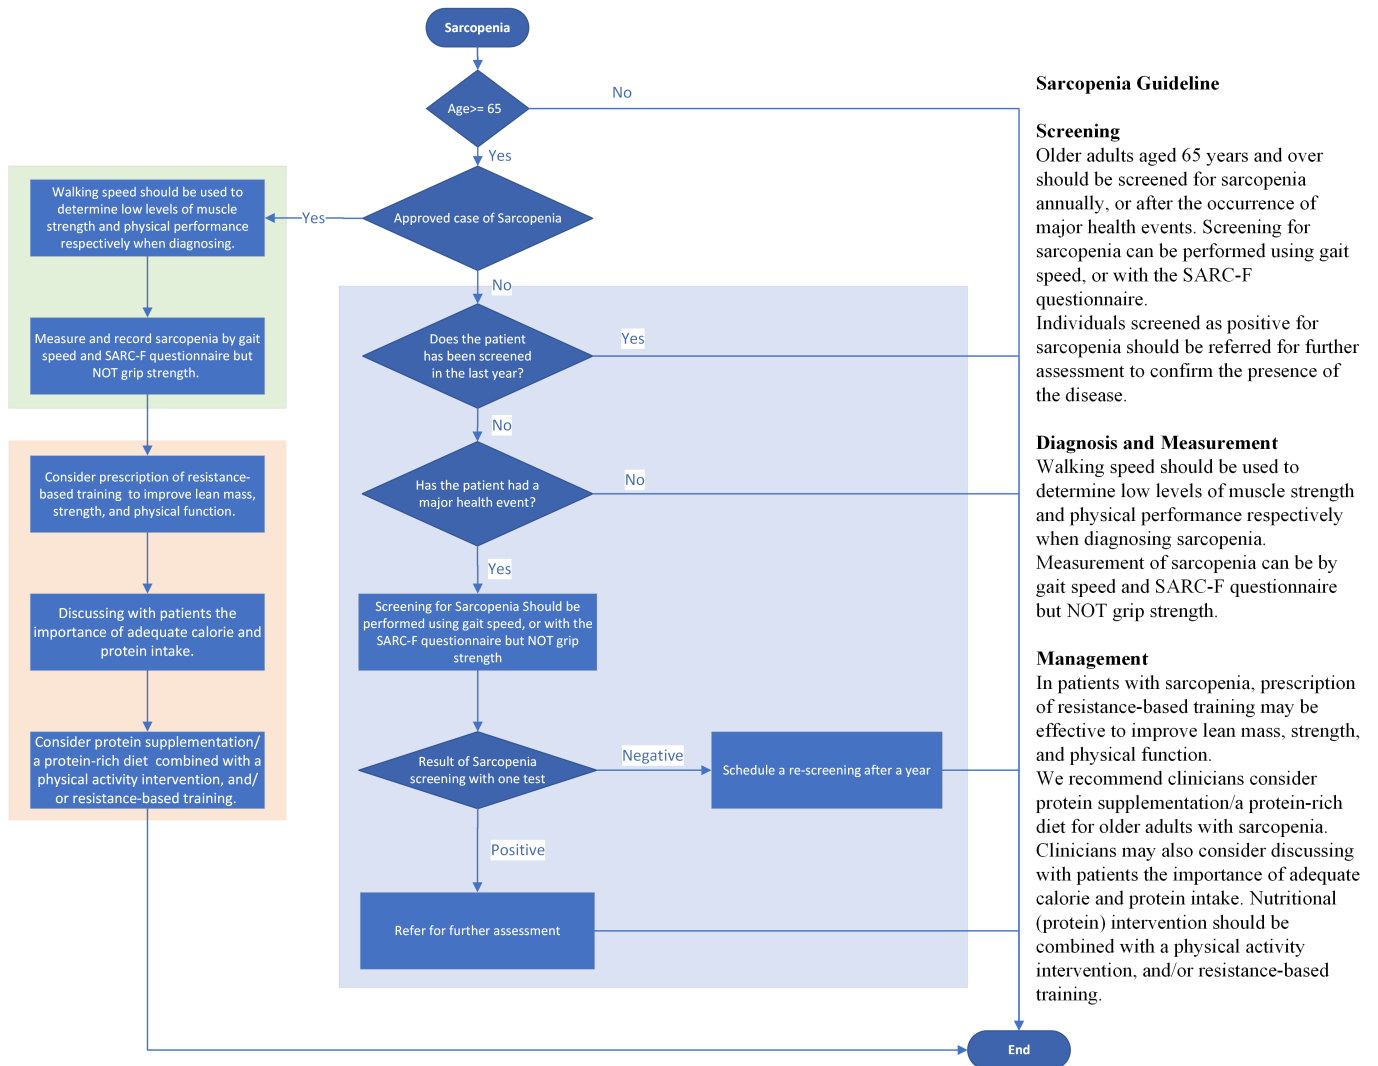 Sarcopenia
Age>= 65
No
Yes
Approved case of Sarcopenia
Yes
No
Walking speed should be used to
determine low levels of muscle
strength and physical performance
respectively when diagnosing.
Measure and record sarcopenia by gait
speed and SARC-F questionnaire but
NOT grip strength.
Consider prescription of resistance-
based training to improve lean mass,
strength, and physical function.
Discussing with patients the
importance of adequate calorie and
protein intake.
Consider protein supplementation/
a protein-rich diet combined with a
physical activity intervention, and/
or resistance-based training.
Does the patient
has been screened
in the last year?
Yes
No
Has the patient had a
major health event?
No
Yes
Screening for Sarcopenia Should be
performed using gait speed, or with the
SARC-F questionnaire but NOT grip
strength
Result of Sarcopenia
screening with one test
Negative
Schedule a re-screening after a year
Positive
Refer for further assessment
End
Sarcopenia Guideline
Screening
Older adults aged 65 years and over
should be screened for sarcopenia
annually, or after the occurrence of
major health events. Screening for
sarcopenia can be performed using gait
speed, or with the SARC-F
questionnaire.
Individuals screened as positive for
sarcopenia should be referred for further
assessment to confirm the presence of
the disease.
Diagnosis and Measurement
Walking speed should be used to
determine low levels of muscle strength
and physical performance respectively
when diagnosing sarcopenia.
Measurement of sarcopenia can be by
gait speed and SARC-F questionnaire
but NOT grip strength.
Management
In patients with sarcopenia, prescription
of resistance-based training may be
effective to improve lean mass, strength,
and physical function.
We recommend clinicians consider
protein supplementation/a protein-rich
diet for older adults with sarcopenia.
Clinicians may also consider discussing
with patients the importance of adequate
calorie and protein intake. Nutritional
(protein) intervention should be
combined with a physical activity
intervention, and/or resistance-based
training.